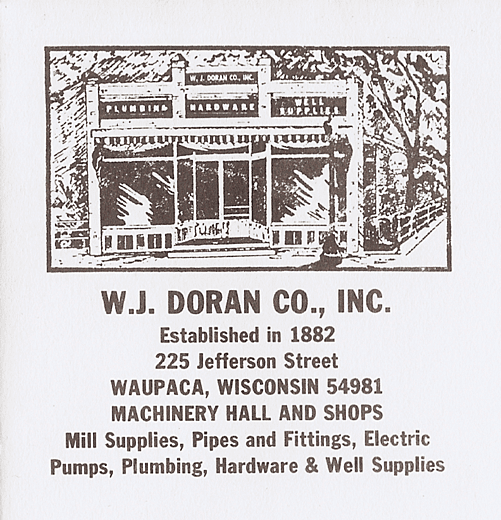 W. J. DORAN CO., INC.
PLUMBING HARDWARE WELL
SUPPLIES
W.J. DORAN CO., INC.
Established in 1882
225 Jefferson Street
WAUPACA, WISCONSIN 54981
MACHINERY HALL AND SHOPS
Mill Supplies, Pipes and Fittings, Electric
Pumps, Plumbing, Hardware & Well Supplies